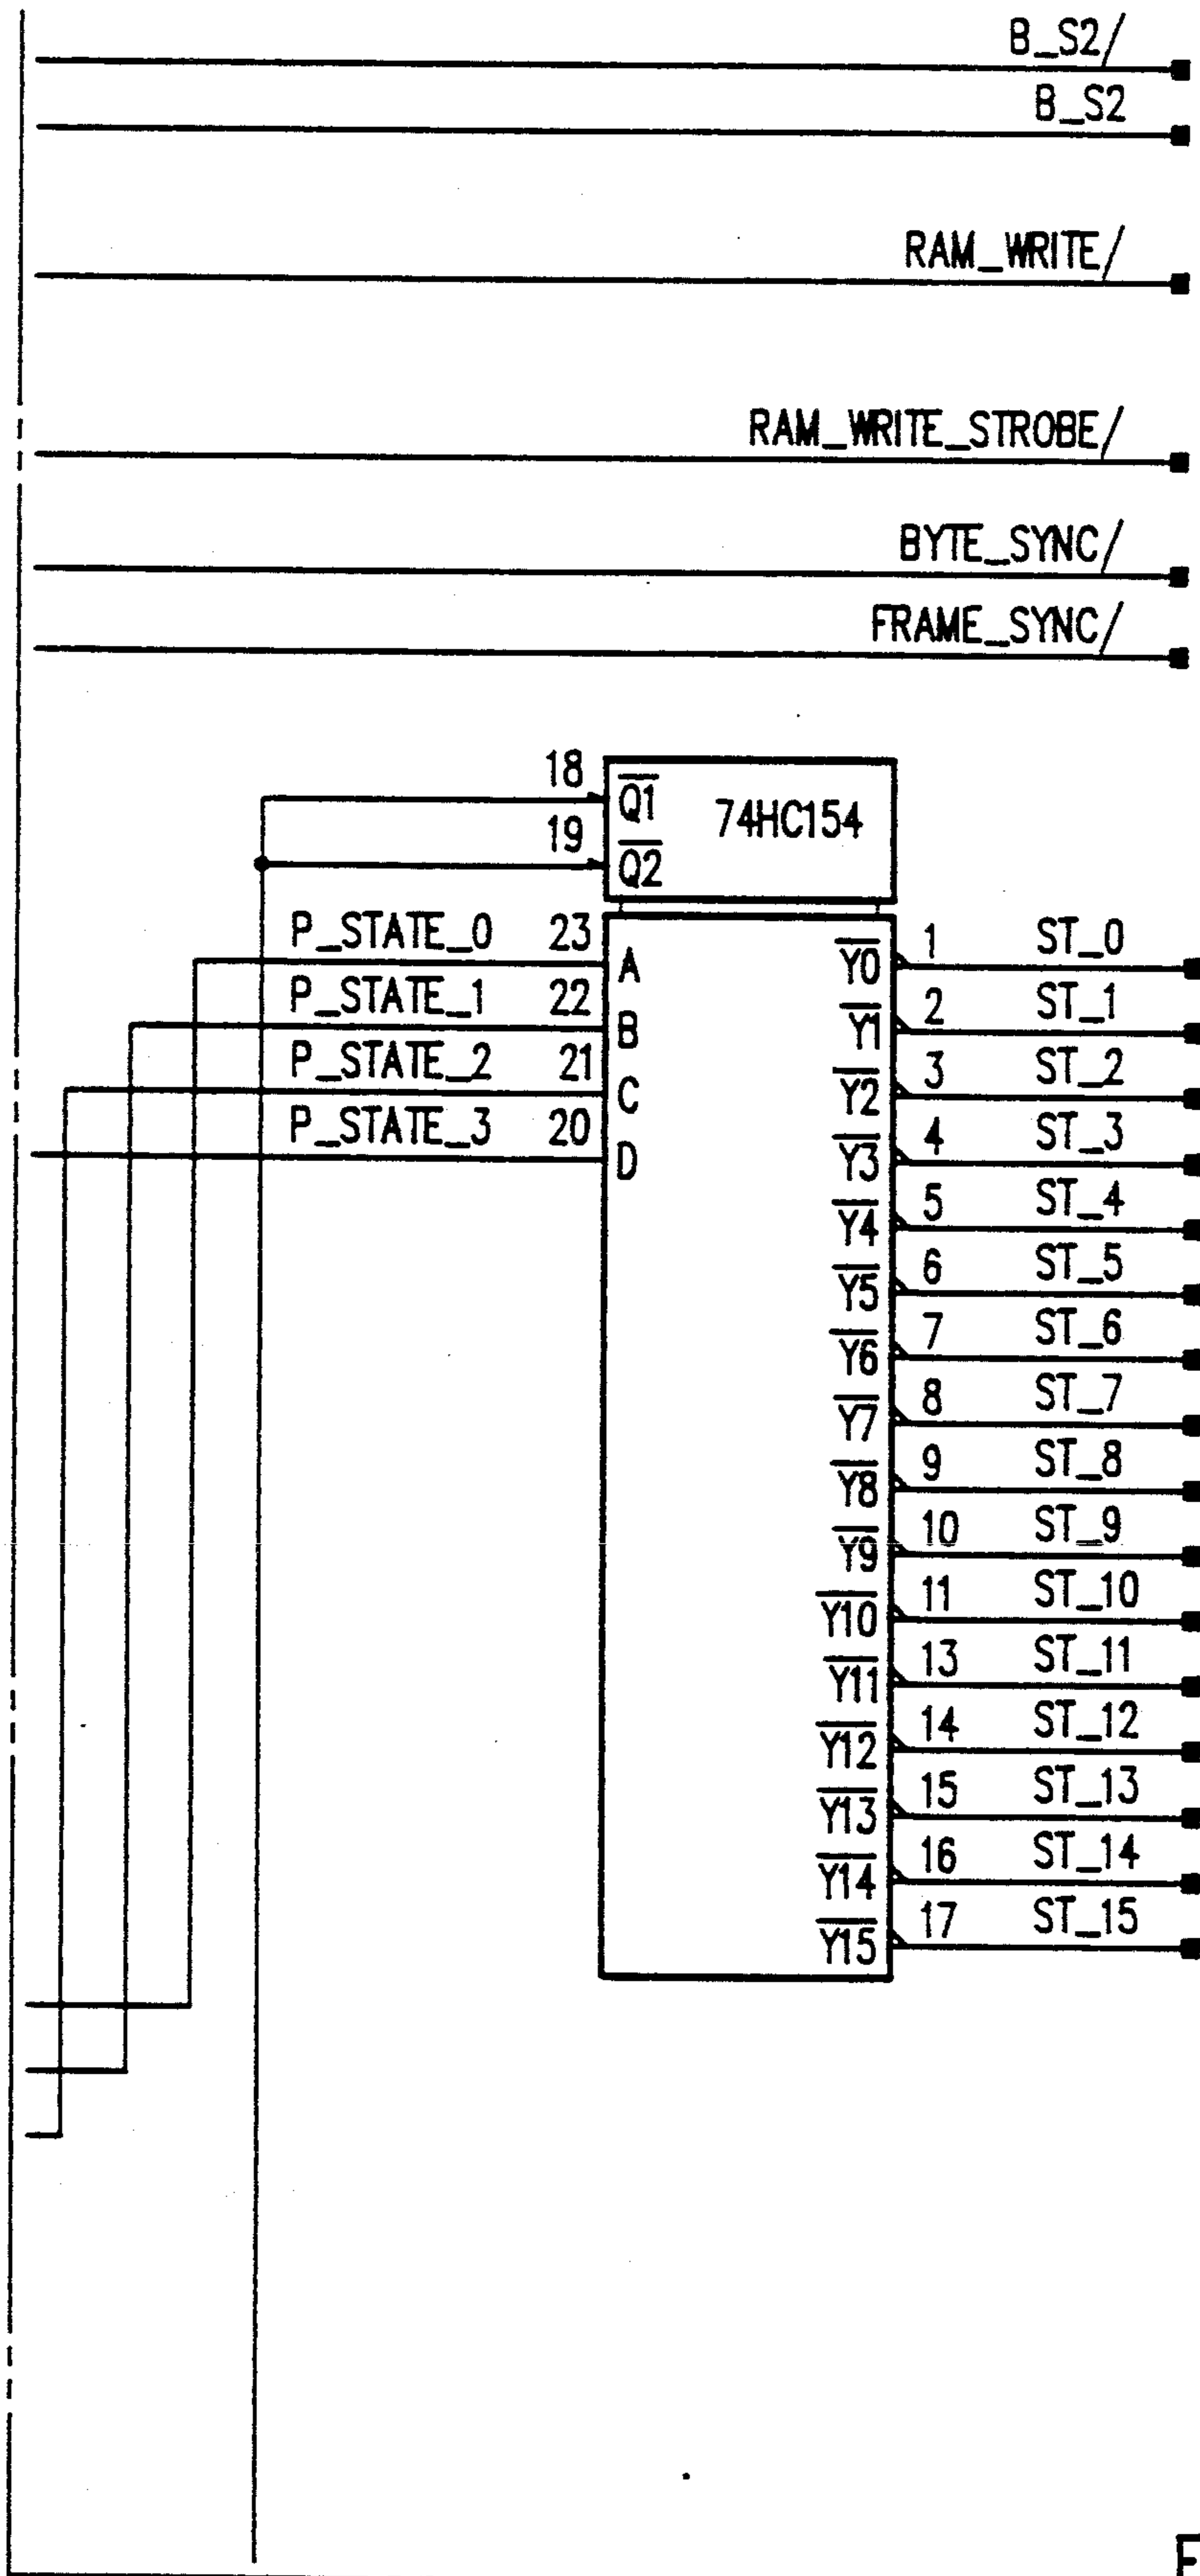 B_S2/
B_S2
RAM_WRITE/
RAM_WRITE_STROBE/
BYTE_SYNC/
FRAME_SYNC/
18 Q1 74HC154
19 Q2
P_STATE_0 23 A Y0 1 ST_0
P_STATE_1 22 B Y1 2 ST_1
P_STATE_2 21 C Y2 3 ST_2
P_STATE_3 20 D Y3 4 ST_3
Y4 5 ST_4
Y5 6 ST_5
Y6 7 ST_6
Y7 8 ST_7
Y8 9 ST_8
Y9 10 ST_9
Y10 11 ST_10
Y11 13 ST_11
Y12 14 ST_12
Y13 15 ST_13
Y14 16 ST_14
Y15 17 ST_15